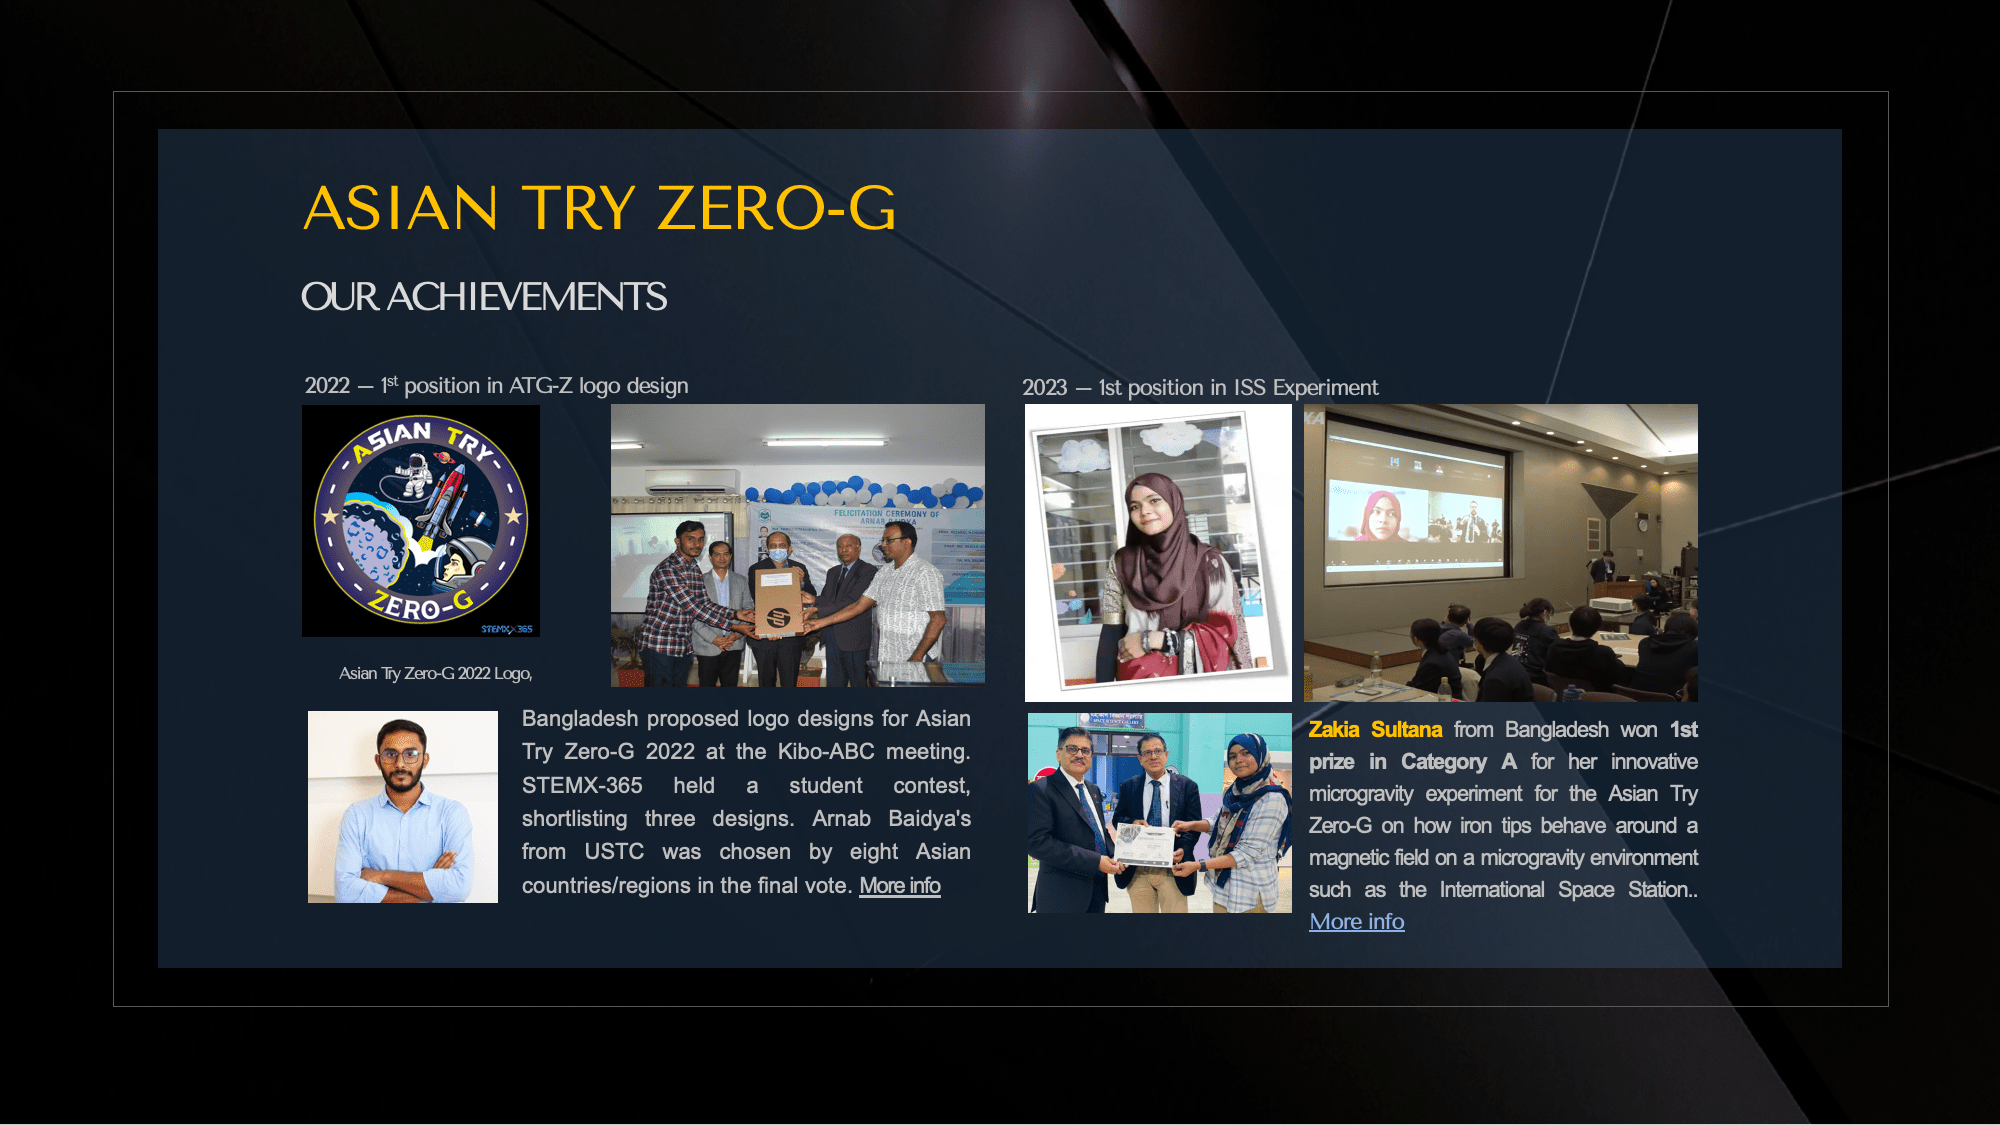 ASIAN TRY ZERO-G
OUR ACHIEVEMENTS
2022 – 1st position in ATG-Z logo design
ASIAN TRY
ZERO-G
STEMX365
FELICITATION CEREMONY OF
ARNAB BAIDYA
Asian Try Zero-G 2022 Logo,
Bangladesh proposed logo designs for Asian
Try Zero-G 2022 at the Kibo-ABC meeting.
STEMX-365 held a student contest,
shortlisting three designs. Arnab Baidya's
from USTC was chosen by eight Asian
countries/regions in the final vote. More info
2023 – 1st position in ISS Experiment
Zakia Sultana from Bangladesh won 1st
prize in Category A for her innovative
microgravity experiment for the Asian Try
Zero-G on how iron tips behave around a
magnetic field on a microgravity environment
such as the International Space Station..
More info